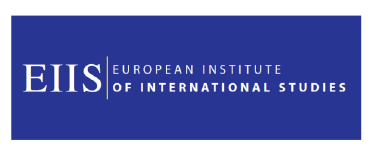 EIIS
EUROPEAN INSTITUTE
OF INTERNATIONAL STUDIES